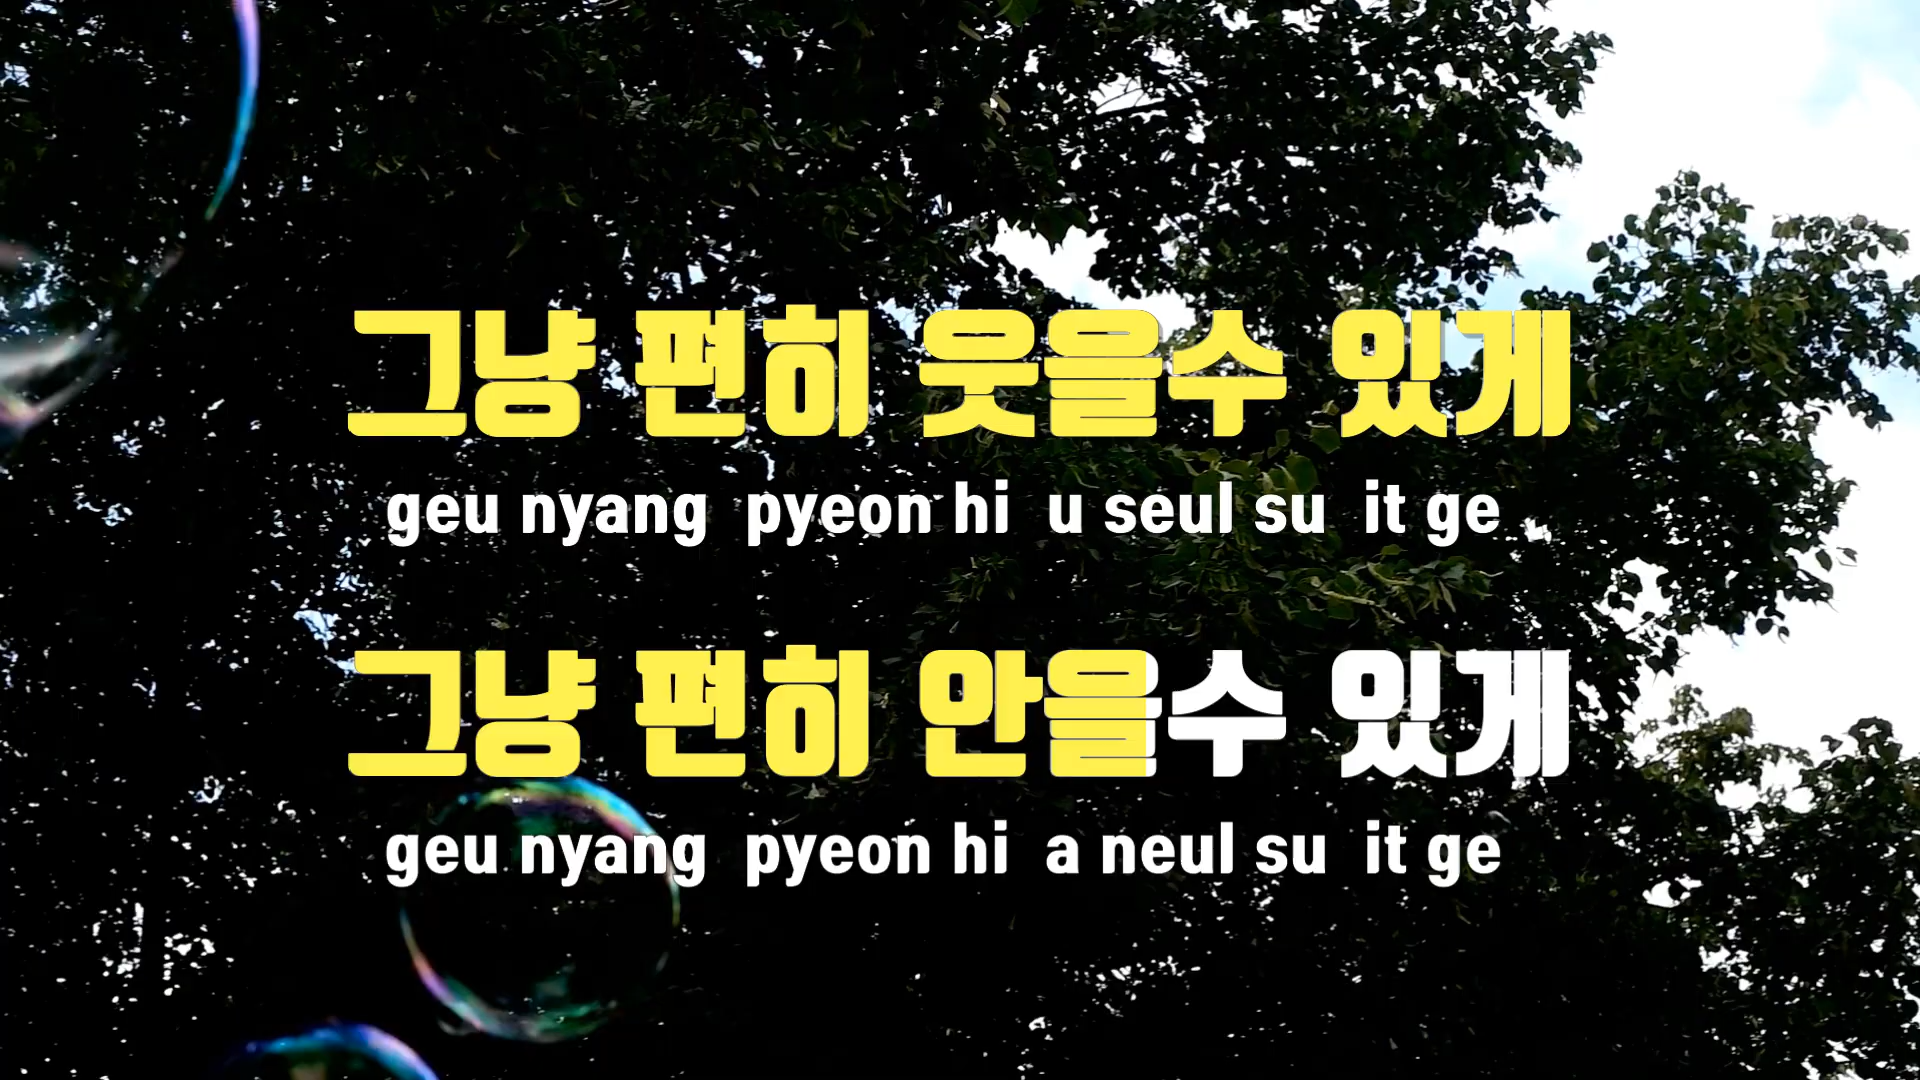 그냥 편히 웃을수 있게
geu nyang pyeon hi u seul su it ge
그냥 편히 안을수 있게
geu nyang pyeon hi a neul su it ge